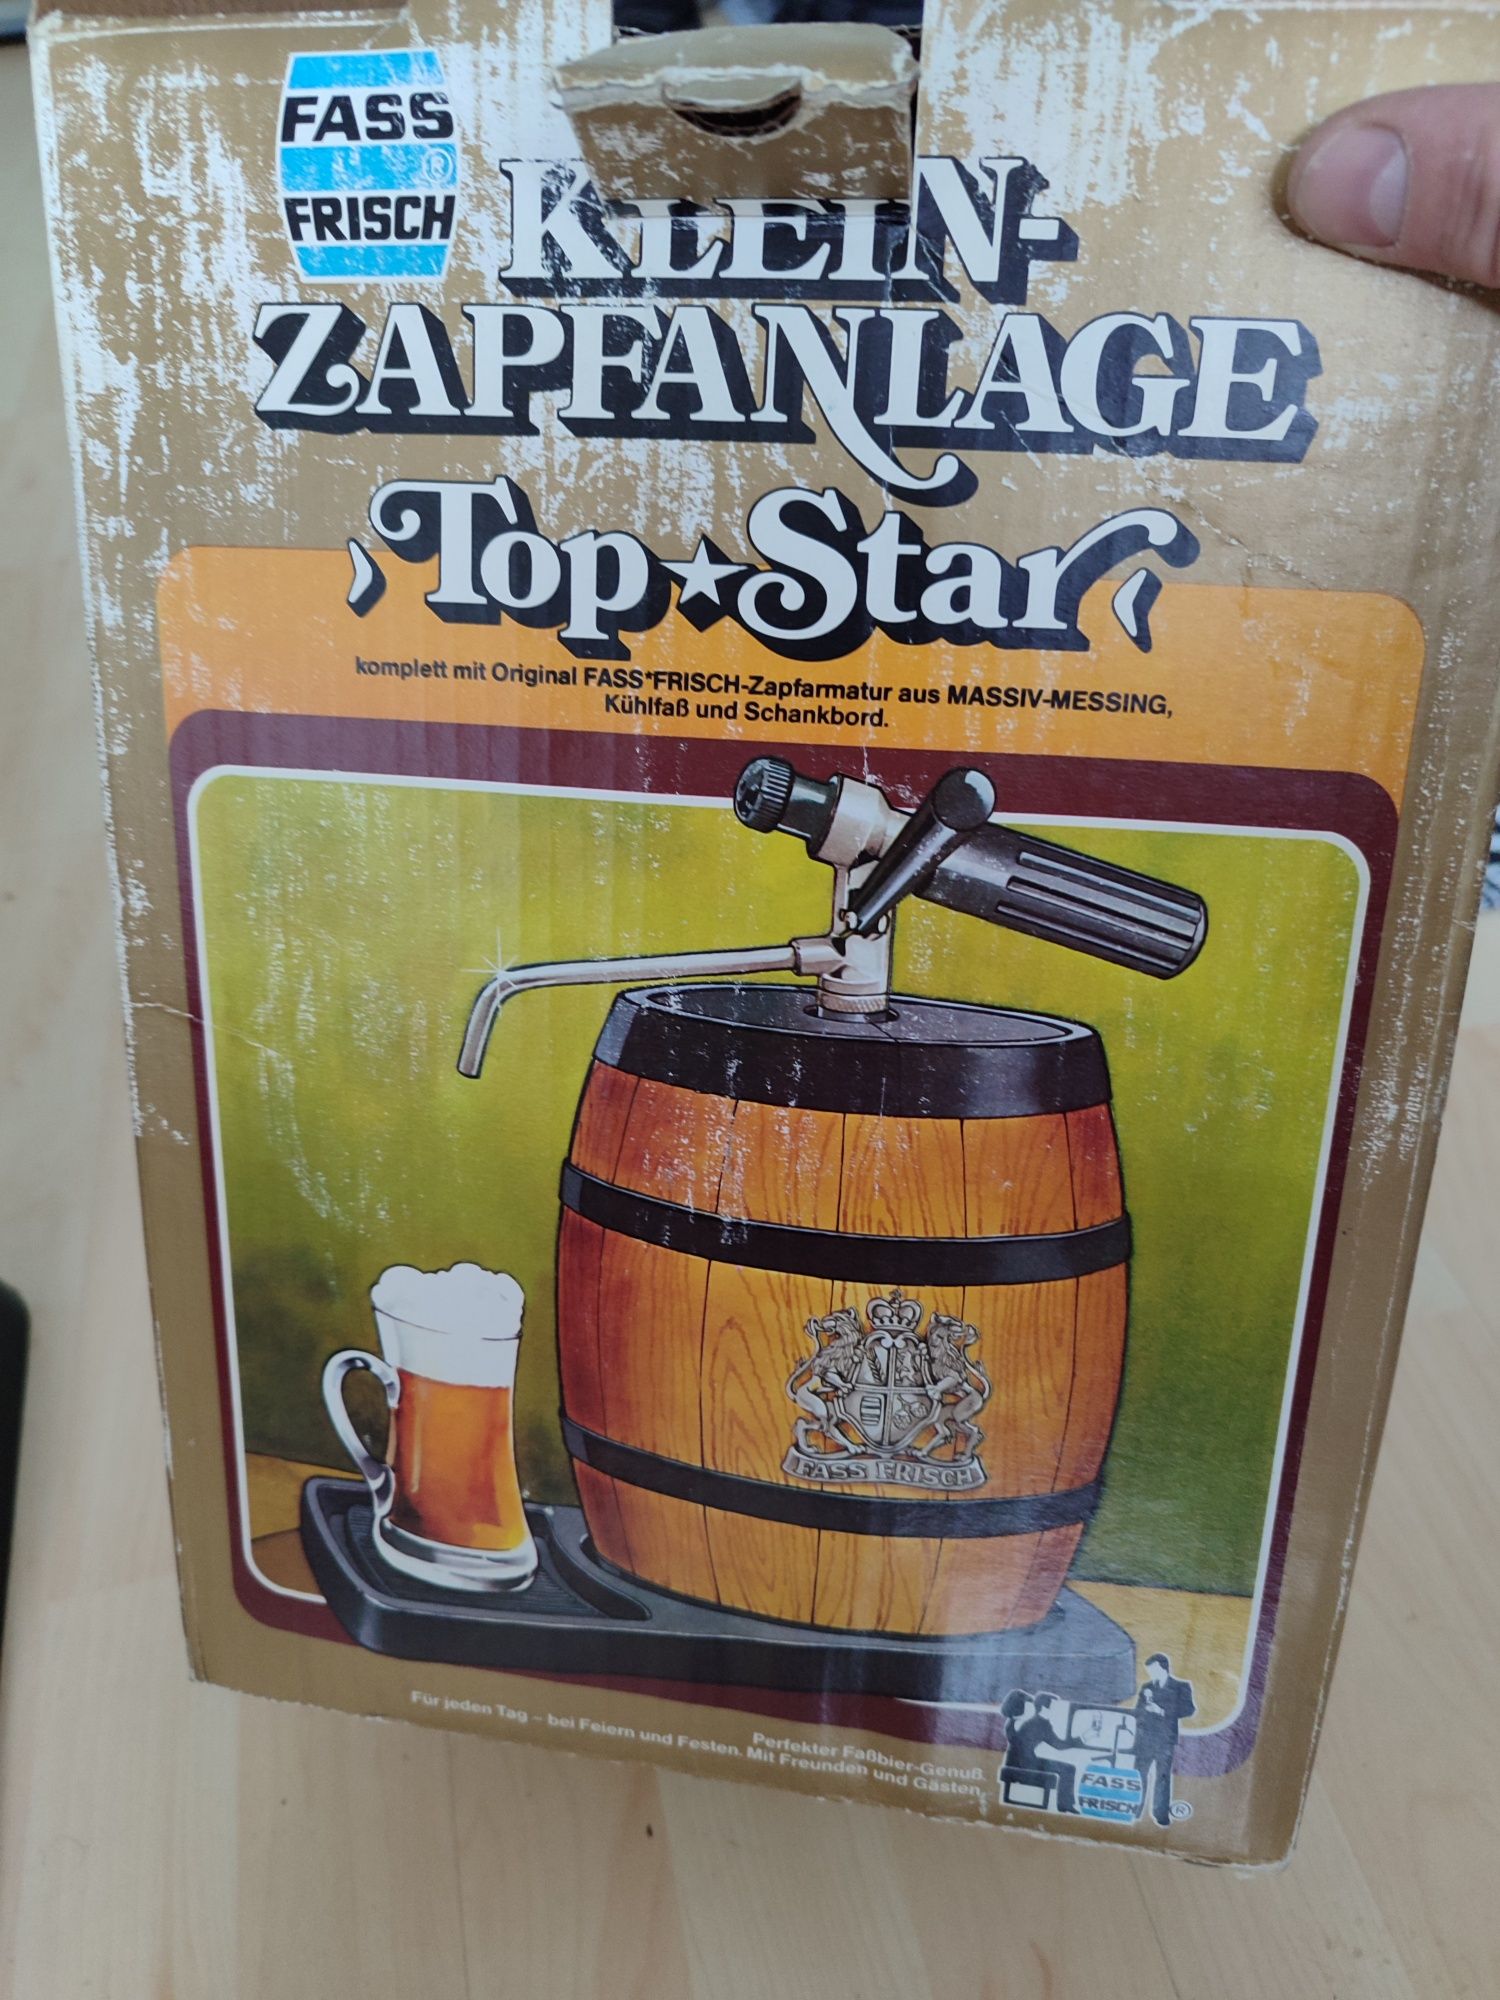 FASS
®
FRISCH
KLEIN-
ZAPFANLAGE
›Top★Star‹
komplett mit Original FASS*FRISCH-Zapfarmatur aus MASSIV-MESSING,
Kühlfaß und Schankbord.
FASS FRISCH
Perfekter Faßbier-Genuß.
Für jeden Tag – bei Feiern und Festen. Mit Freunden und Gästen.
FASS
FRISCH
®